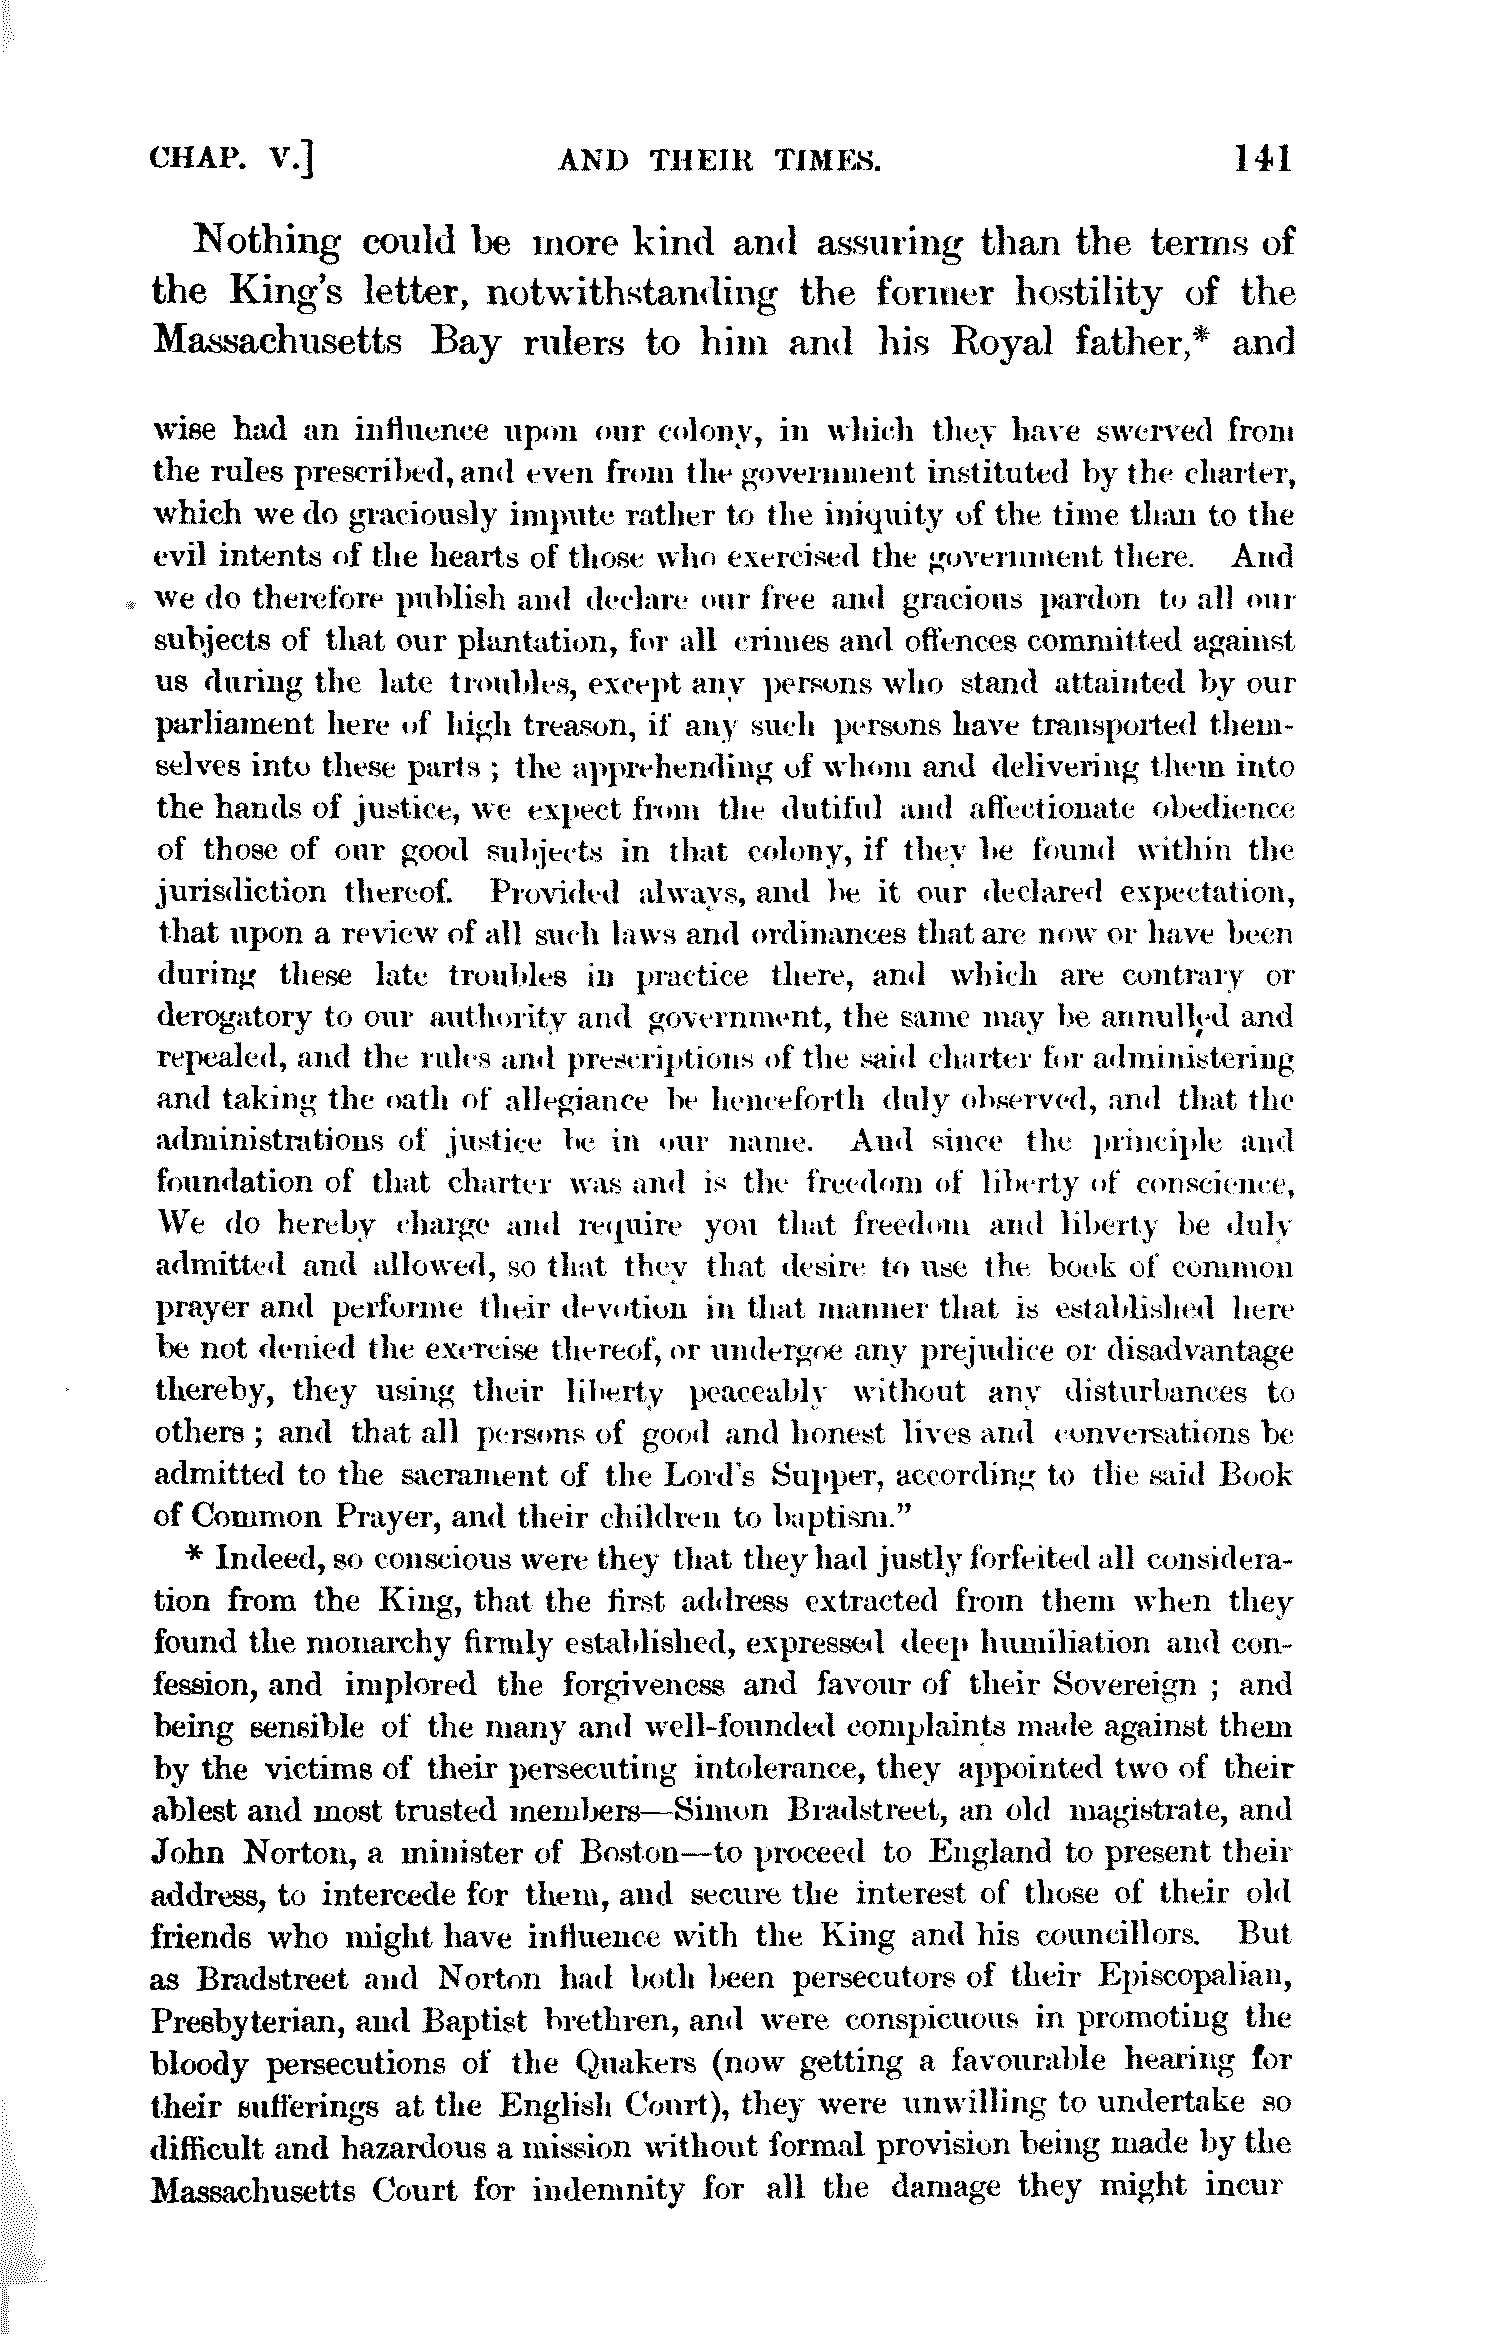 CHAP. V.] AND THEIR TIMES. 141
Nothing could be more kind and assuring than the terms of
the King's letter, notwithstanding the former hostility of the
Massachusetts Bay rulers to him and his Royal father,* and
wise had an influence upon our colony, in which they have swerved from
the rules prescribed, and even from the government instituted by the charter,
which we do graciously impute rather to the iniquity of the time than to the
evil intents of the hearts of those who exercised the government there. And
we do therefore publish and declare our free and gracious pardon to all our
subjects of that our plantation, for all crimes and offences committed against
us during the late troubles, except any persons who stand attainted by our
parliament here of high treason, if any such persons have transported them-
selves into these parts ; the apprehending of whom and delivering them into
the hands of justice, we expect from the dutiful and affectionate obedience
of those of our good subjects in that colony, if they be found within the
jurisdiction thereof. Provided always, and be it our declared expectation,
that upon a review of all such laws and ordinances that are now or have been
during these late troubles in practice there, and which are contrary or
derogatory to our authority and government, the same may be annulled and
repealed, and the rules and prescriptions of the said charter for administering
and taking the oath of allegiance be henceforth duly observed, and that the
administrations of justice be in our name. And since the principle and
foundation of that charter was and is the freedom of liberty of conscience,
We do hereby charge and require you that freedom and liberty be duly
admitted and allowed, so that they that desire to use the book of common
prayer and performe their devotion in that manner that is established here
be not denied the exercise thereof, or undergoe any prejudice or disadvantage
thereby, they using their liberty peaceably without any disturbances to
others ; and that all persons of good and honest lives and conversations be
admitted to the sacrament of the Lord's Supper, according to the said Book
of Common Prayer, and their children to baptism."
* Indeed, so conscious were they that they had justly forfeited all considera-
tion from the King, that the first address extracted from them when they
found the monarchy firmly established, expressed deep humiliation and con-
fession, and implored the forgiveness and favour of their Sovereign ; and
being sensible of the many and well-founded complaints made against them
by the victims of their persecuting intolerance, they appointed two of their
ablest and most trusted members—Simon Bradstreet, an old magistrate, and
John Norton, a minister of Boston—to proceed to England to present their
address, to intercede for them, and secure the interest of those of their old
friends who might have influence with the King and his councillors. But
as Bradstreet and Norton had both been persecutors of their Episcopalian,
Presbyterian, and Baptist brethren, and were conspicuous in promoting the
bloody persecutions of the Quakers (now getting a favourable hearing for
their sufferings at the English Court), they were unwilling to undertake so
difficult and hazardous a mission without formal provision being made by the
Massachusetts Court for indemnity for all the damage they might incur